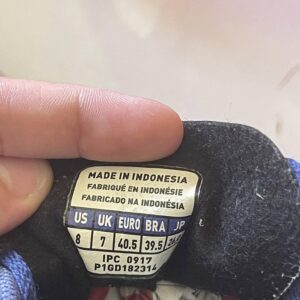 MADE IN INDONESIA
FABRIQUÉ EN INDONÉSIE
FABRICADO NA INDONÉSIA
US UK EURO BRA JP
8 7 40.5 39.5
IPC 0917
P1GD182314